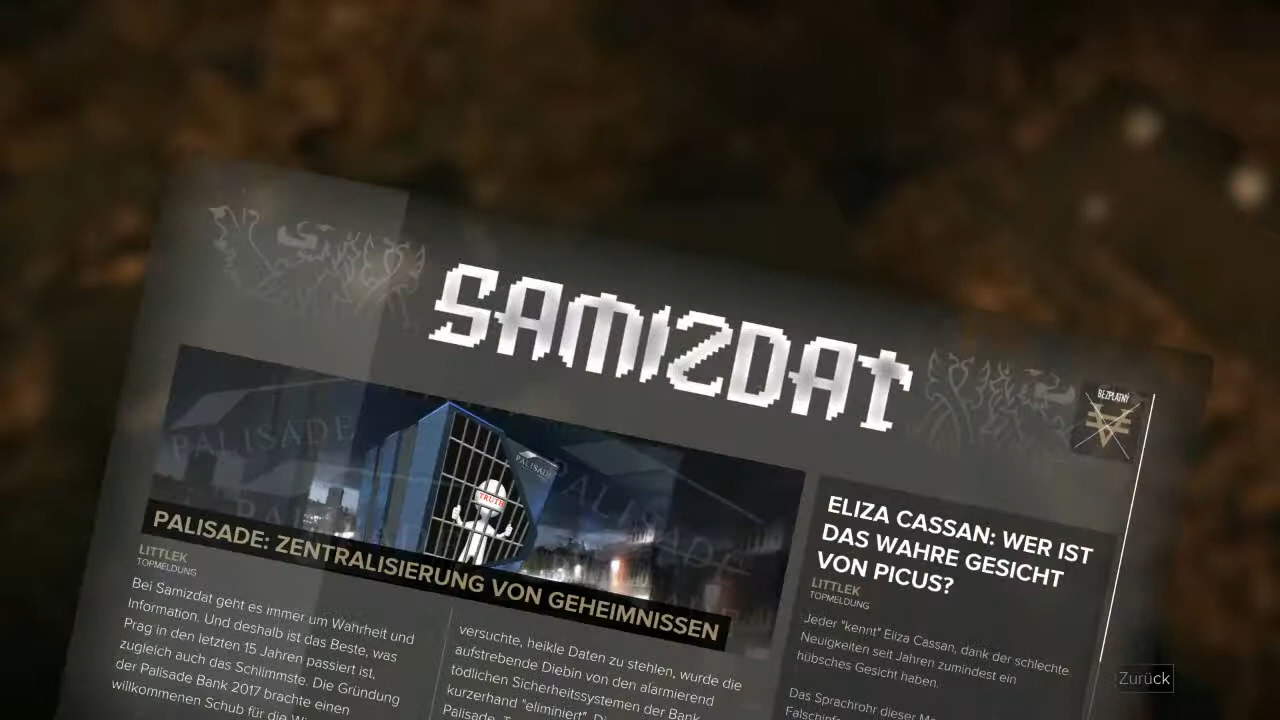 SAMIZDAT
BEZPLATNÝ
PALISADE
PALISADE
TRUTH
PALISADE: ZENTRALISIERUNG VON GEHEIMNISSEN
LITTLEK
TOPMELDUNG
Bei Samizdat geht es immer um Wahrheit und
Information. Und deshalb ist das Beste, was
Prag in den letzten 15 Jahren passiert ist,
zugleich auch das Schlimmste. Die Gründung
der Palisade Bank 2017 brachte einen
willkommenen Schub für die
versuchte, heikle Daten zu stehlen, wurde die
aufstrebende Diebin von den alarmierend
tödlichen Sicherheitssystemen der Bank
kurzerhand "eliminiert".
ELIZA CASSAN: WER IST
DAS WAHRE GESICHT
VON PICUS?
LITTLEK
TOPMELDUNG
Jeder "kennt" Eliza Cassan, dank der schlechte
Neuigkeiten seit Jahren zumindest ein
hübsches Gesicht haben.
Das Sprachrohr dieser
Zurück